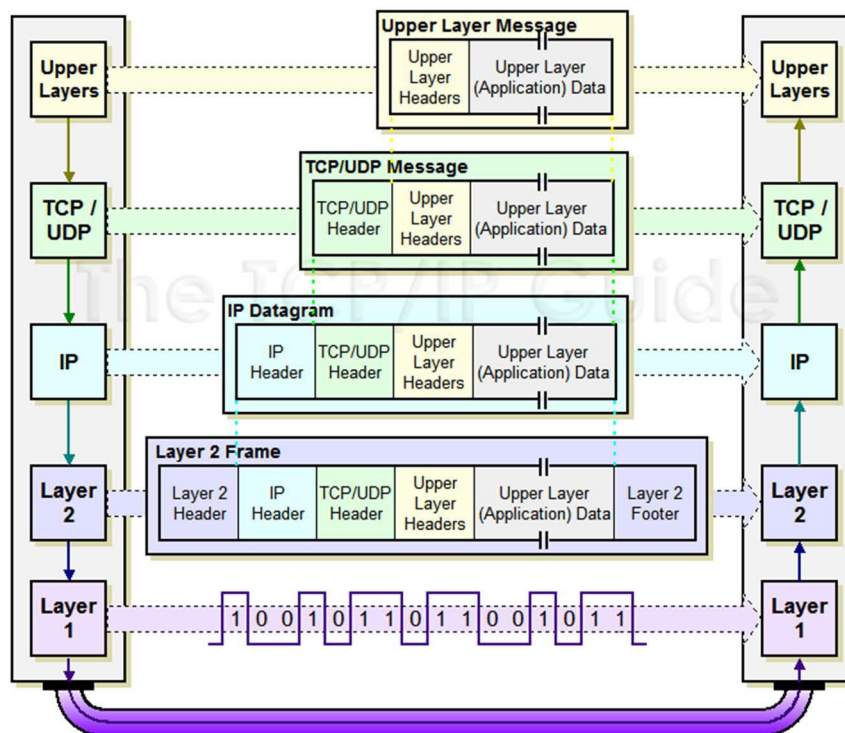 Upper Layer Message
Upper
Layers
Upper
Layer
Headers
Upper Layer
(Application) Data
Upper
Layers
TCP/UDP Message
TCP /
UDP
TCP/UDP
Header
Upper
Layer
Headers
Upper Layer
(Application) Data
TCP /
UDP
The TCP/IP Guide
IP Datagram
IP
IP
Header
TCP/UDP
Header
Upper
Layer
Headers
Upper Layer
(Application) Data
IP
Layer 2 Frame
Layer
2
Layer 2
Header
IP
Header
TCP/UDP
Header
Upper
Layer
Headers
Upper Layer
(Application) Data
Layer 2
Footer
Layer
2
Layer
1
1 0 0 1 0 1 1 0 1 1 0 0 1 0 1 1
Layer
1